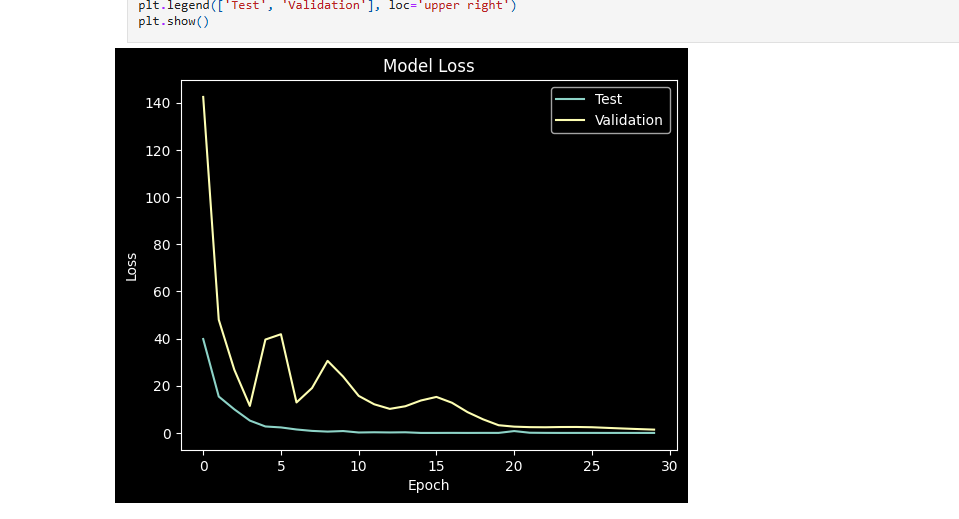 plt.legend(['Test', 'Validation'], loc='upper right')
plt.show()
Model Loss
Test
Validation
140
120
100
80
60
40
20
0
Loss
0 5 10 15 20 25 30
Epoch